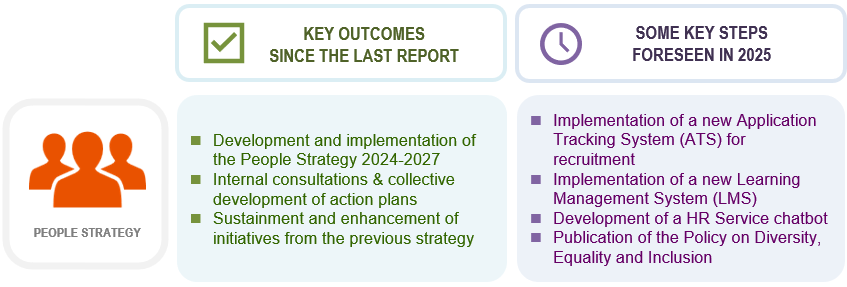 KEY OUTCOMES
SINCE THE LAST REPORT
SOME KEY STEPS
FORESEEN IN 2025
PEOPLE STRATEGY
■ Development and implementation of
the People Strategy 2024-2027
■ Internal consultations & collective
development of action plans
■ Sustainment and enhancement of
initiatives from the previous strategy
■ Implementation of a new Application
Tracking System (ATS) for
recruitment
■ Implementation of a new Learning
Management System (LMS)
■ Development of a HR Service chatbot
■ Publication of the Policy on Diversity,
Equality and Inclusion